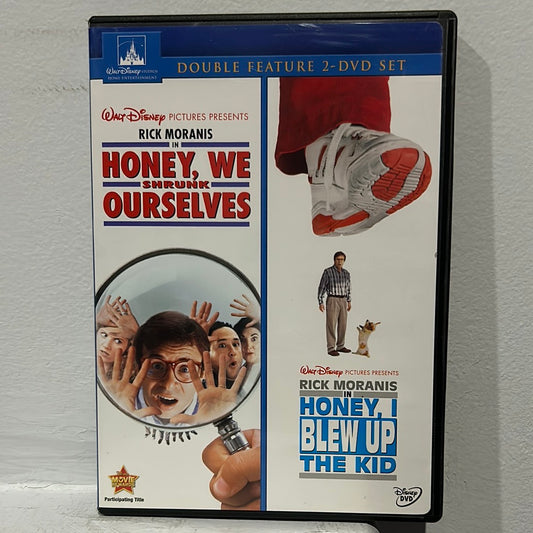 Walt Disney STUDIOS
HOME ENTERTAINMENT
DOUBLE FEATURE 2-DVD SET
Walt Disney PICTURES PRESENTS
RICK MORANIS
IN
HONEY, WE
SHRUNK
OURSELVES
DISNEY
MOVIE
REWARDS
Participating Title
Walt Disney PICTURES PRESENTS
RICK MORANIS
IN
HONEY, I
BLEW UP
THE KID
Disney
DVD